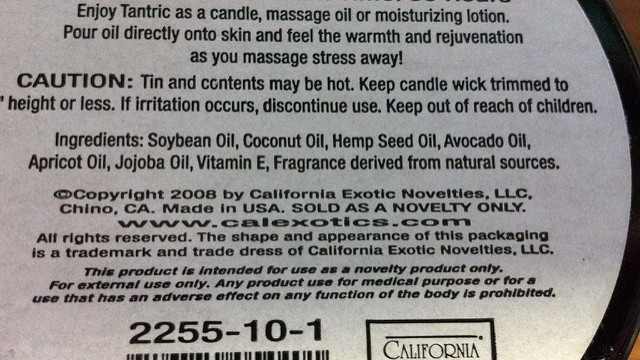 Enjoy Tantric as a candle, massage oil or moisturizing lotion.
Pour oil directly onto skin and feel the warmth and rejuvenation
as you massage stress away!
CAUTION: Tin and contents may be hot. Keep candle wick trimmed to
" height or less. If irritation occurs, discontinue use. Keep out of reach of children.
Ingredients: Soybean Oil, Coconut Oil, Hemp Seed Oil, Avocado Oil,
Apricot Oil, Jojoba Oil, Vitamin E, Fragrance derived from natural sources.
©Copyright 2008 by California Exotic Novelties, LLC,
Chino, CA. Made in USA. SOLD AS A NOVELTY ONLY.
www.calexotics.com
All rights reserved. The shape and appearance of this packaging
is a trademark and trade dress of California Exotic Novelties, LLC.
This product is intended for use as a novelty product only.
For external use only. Any product use for medical purpose or for a
use that has an adverse effect on any function of the body is prohibited.
2255-10-1
CALIFORNIA